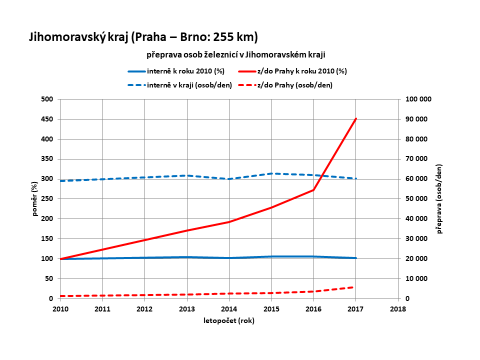 Jihomoravský kraj (Praha – Brno: 255 km)
přeprava osob železnicí v Jihomoravském kraji
interně k roku 2010 (%) z/do Prahy k roku 2010 (%)
interně v kraji (osob/den) z/do Prahy (osob/den)
500 100 000
450 90 000
400 80 000
350 70 000
300 60 000
250 50 000
200 40 000
150 30 000
100 20 000
50 10 000
0 0
poměr (%)
přeprava (osob/den)
2010 2011 2012 2013 2014 2015 2016 2017 2018
letopočet (rok)